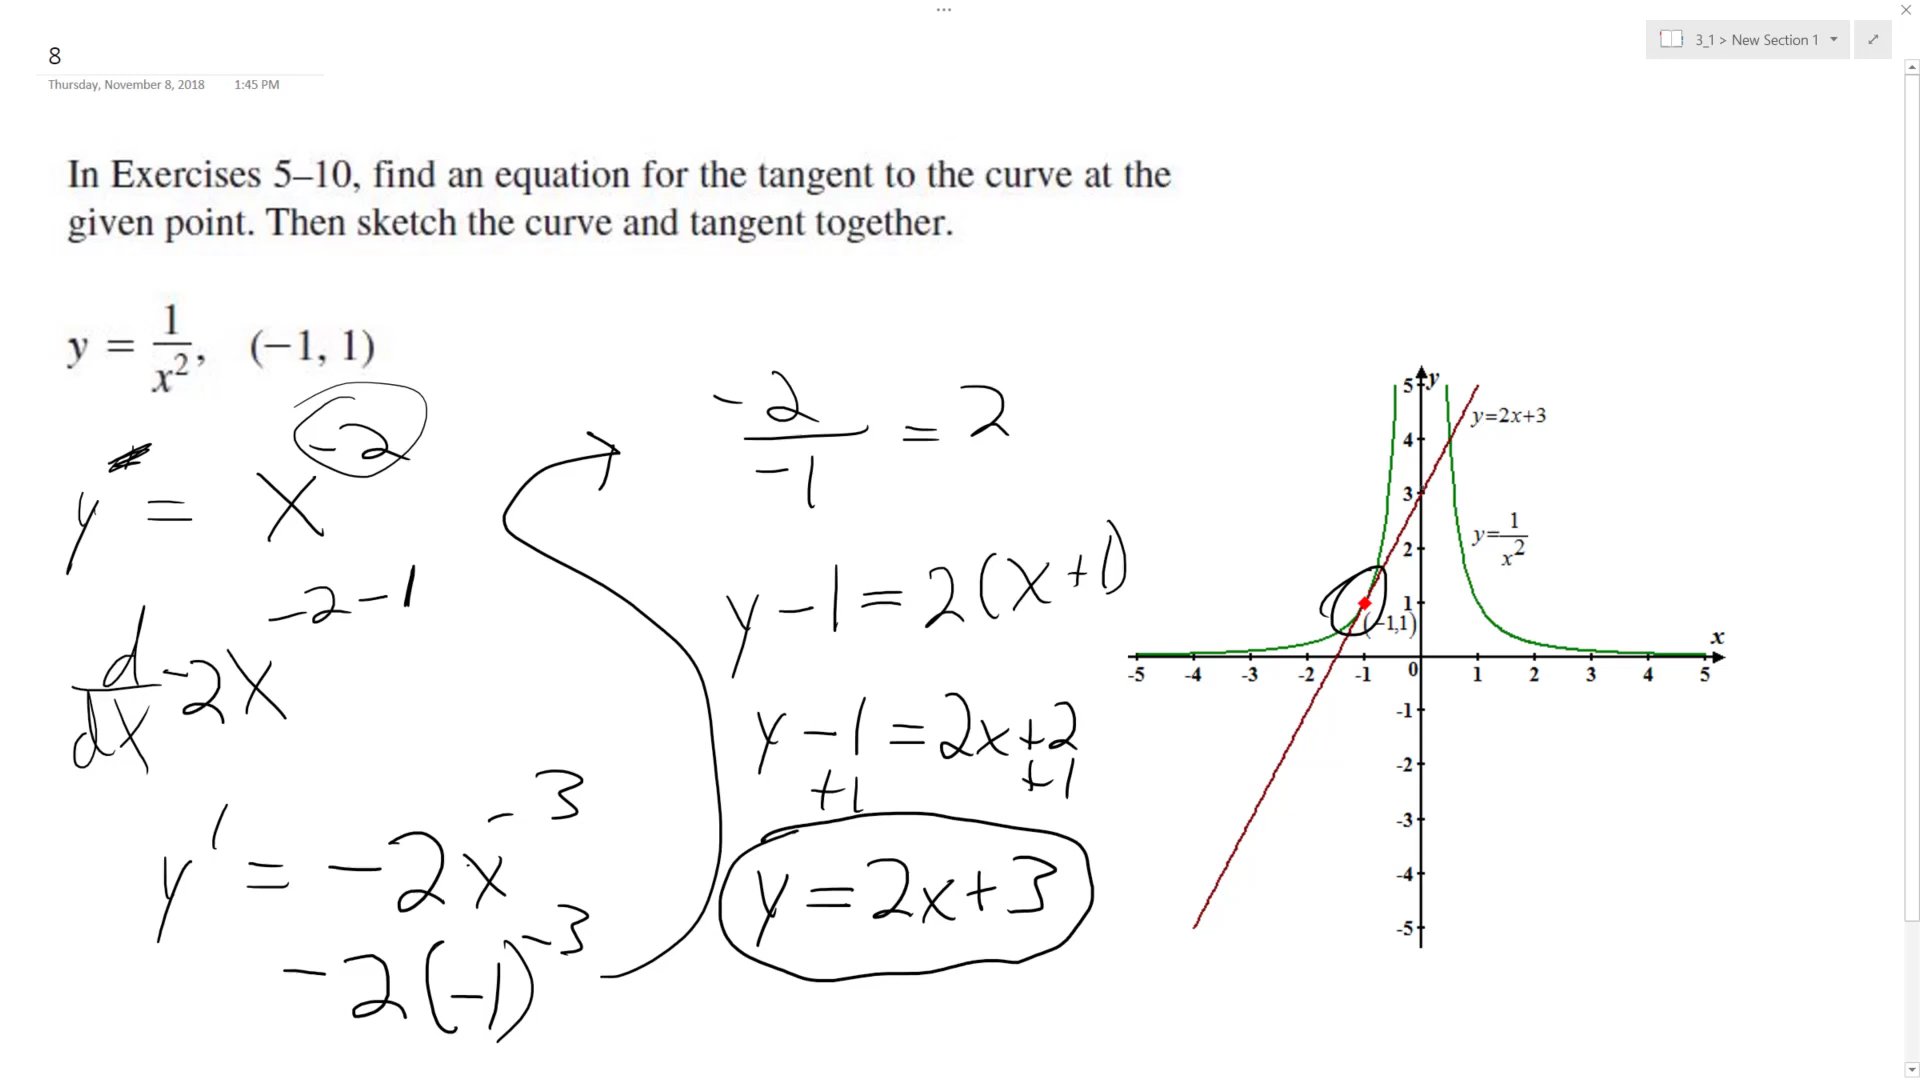 3_1 > New Section 1
8
Thursday, November 8, 2018 1:45 PM
In Exercises 5–10, find an equation for the tangent to the curve at the
given point. Then sketch the curve and tangent together.
y = 1/x², (−1, 1)
y = x⁻²
d/dx -2x⁻²⁻¹
y' = -2x⁻³
-2(-1)⁻³
-2/-1 = 2
y - 1 = 2(x+1)
y - 1 = 2x+2
+1 +1
y = 2x+3
y
5
y=2x+3
4
3
y=1/x²
2
1
(-1,1)
x
-5 -4 -3 -2 -1 0 1 2 3 4 5
-1
-2
-3
-4
-5